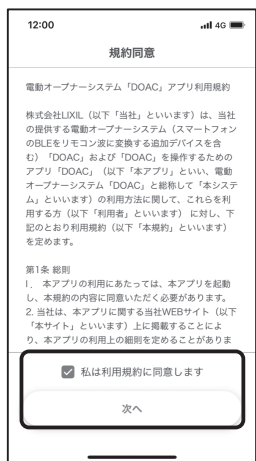 12:00
4G
規約同意
電動オープナーシステム「DOAC」アプリ利用規約
株式会社LIXIL（以下「当社」といいます）は、当社
の提供する電動オープナーシステム（スマートフォン
のBLEをリモコン波に変換する追加デバイスを含
む）「DOAC」および「DOAC」を操作するための
アプリ「DOAC」（以下「本アプリ」といい、電動
オープナーシステム「DOAC」と総称して「本システ
ム」といいます）の利用方法に関して、これらを利
用する方（以下「利用者」といいます） に対し、下
記のとおり利用規約（以下「本規約」といいます）
を定めます。
第1条 総則
1． 本アプリの利用にあたっては、本アプリを起動
し、本規約の内容に同意いただく必要があります。
2. 当社は、本アプリに関する当社WEBサイト（以下
「本サイト」といいます）上に掲載することによ
り、本アプリの利用上の細則を定めることがありま
私は利用規約に同意します
次へ